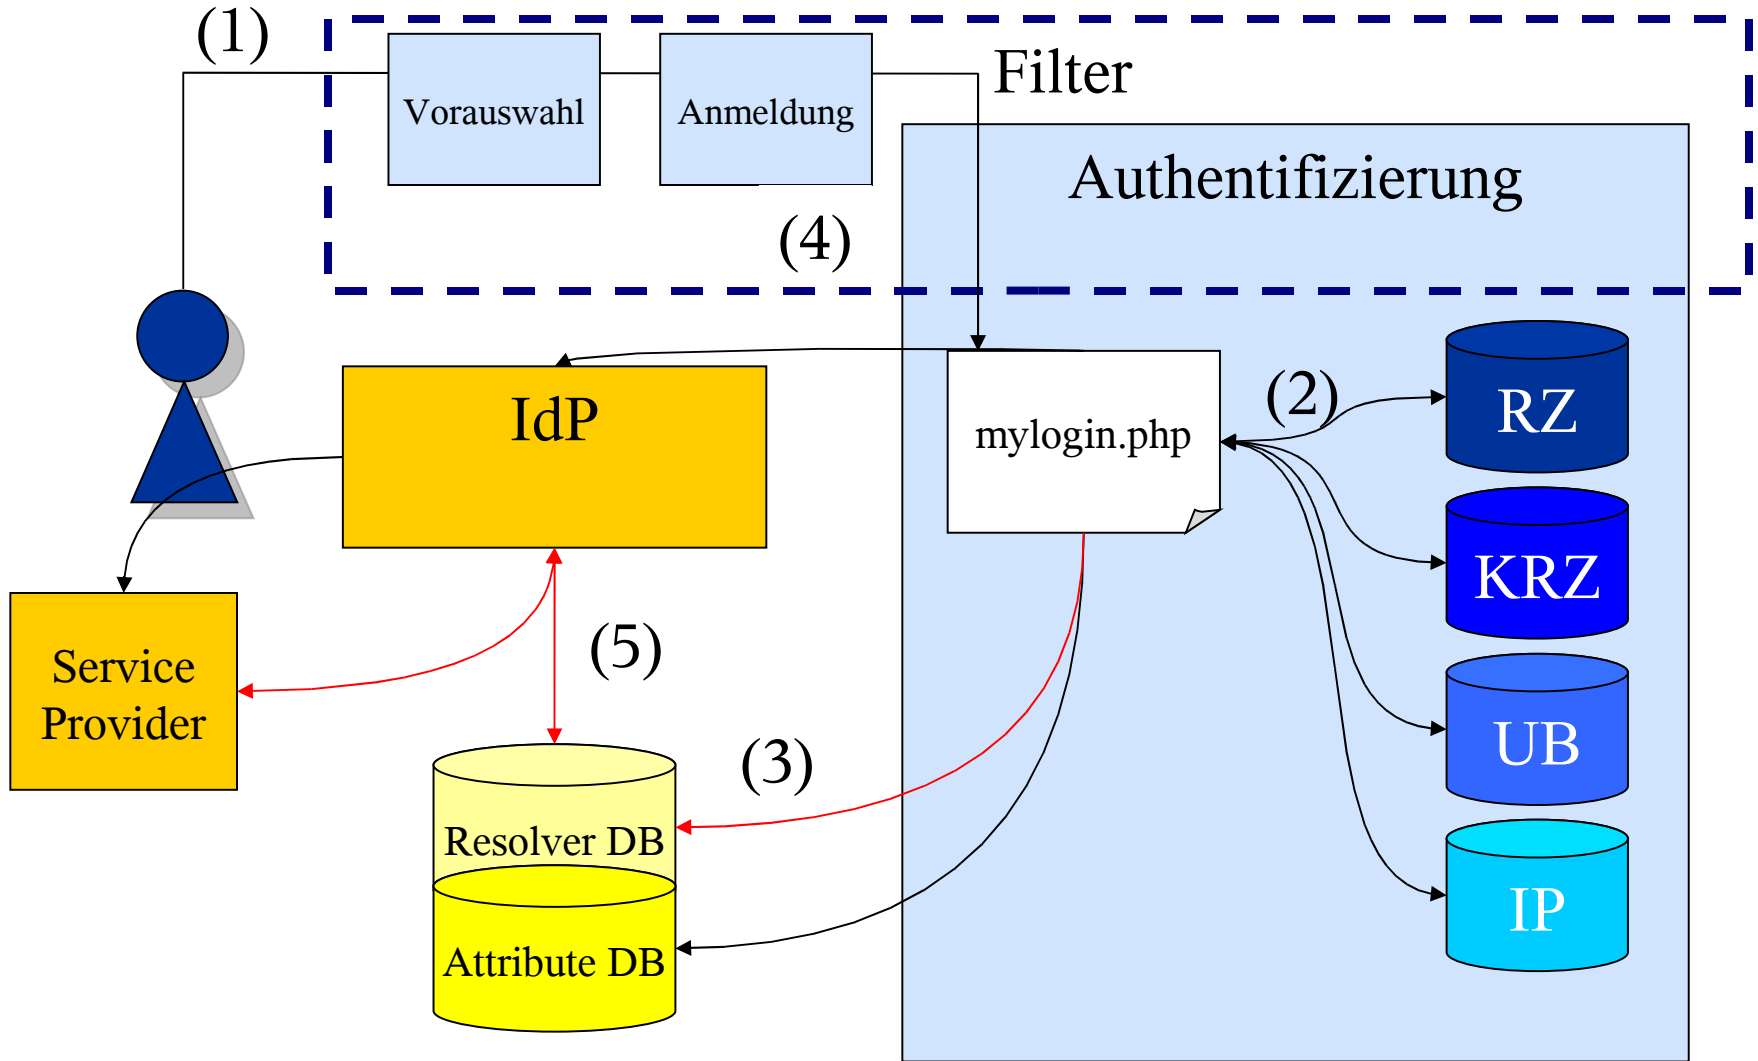 (1)
Vorauswahl
Anmeldung
Filter
Authentifizierung
(4)
IdP
mylogin.php
(2)
RZ
KRZ
UB
IP
Service
Provider
(5)
(3)
Resolver DB
Attribute DB